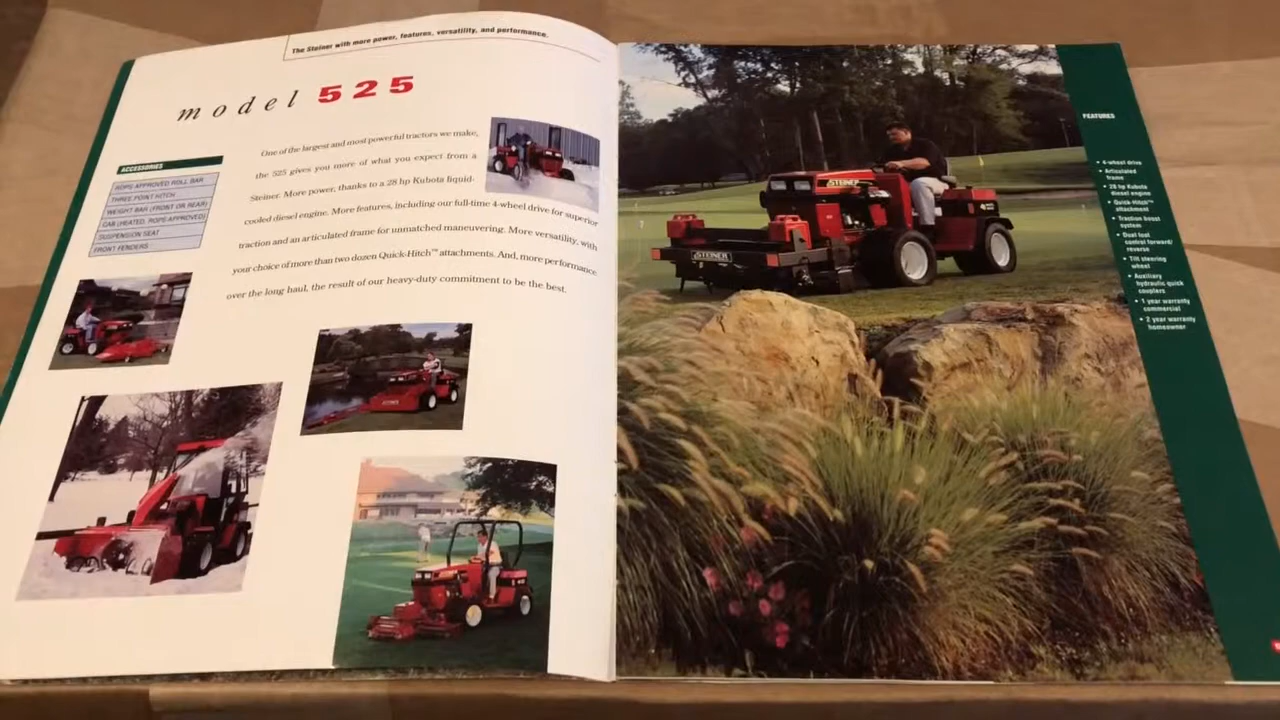 The Steiner with more power, features, versatility, and performance.
model 525
One of the largest and most powerful tractors we make,
the 525 gives you more of what you expect from a
Steiner. More power, thanks to a 28 hp Kubota liquid-
cooled diesel engine. More features, including our full-time 4-wheel drive for superior
traction and an articulated frame for unmatched maneuvering. More versatility, with
your choice of more than two dozen Quick-Hitch™ attachments. And, more performance
over the long haul, the result of our heavy-duty commitment to be the best.
ACCESSORIES
ROPS-APPROVED ROLL BAR
THREE POINT HITCH
WEIGHT BAR (FRONT OR REAR)
CAB (HEATED, ROPS-APPROVED)
SUSPENSION SEAT
FRONT FENDERS
STEINER
STEINER
FEATURES
• 4-wheel drive
• Articulated
frame
• 28 hp Kubota
diesel engine
• Quick-Hitch™
attachment
• Traction boost
system
• Dual foot
control forward/
reverse
• Tilt steering
wheel
• Auxiliary
hydraulic quick
couplers
• 1 year warranty
commercial
• 2 year warranty
homeowner